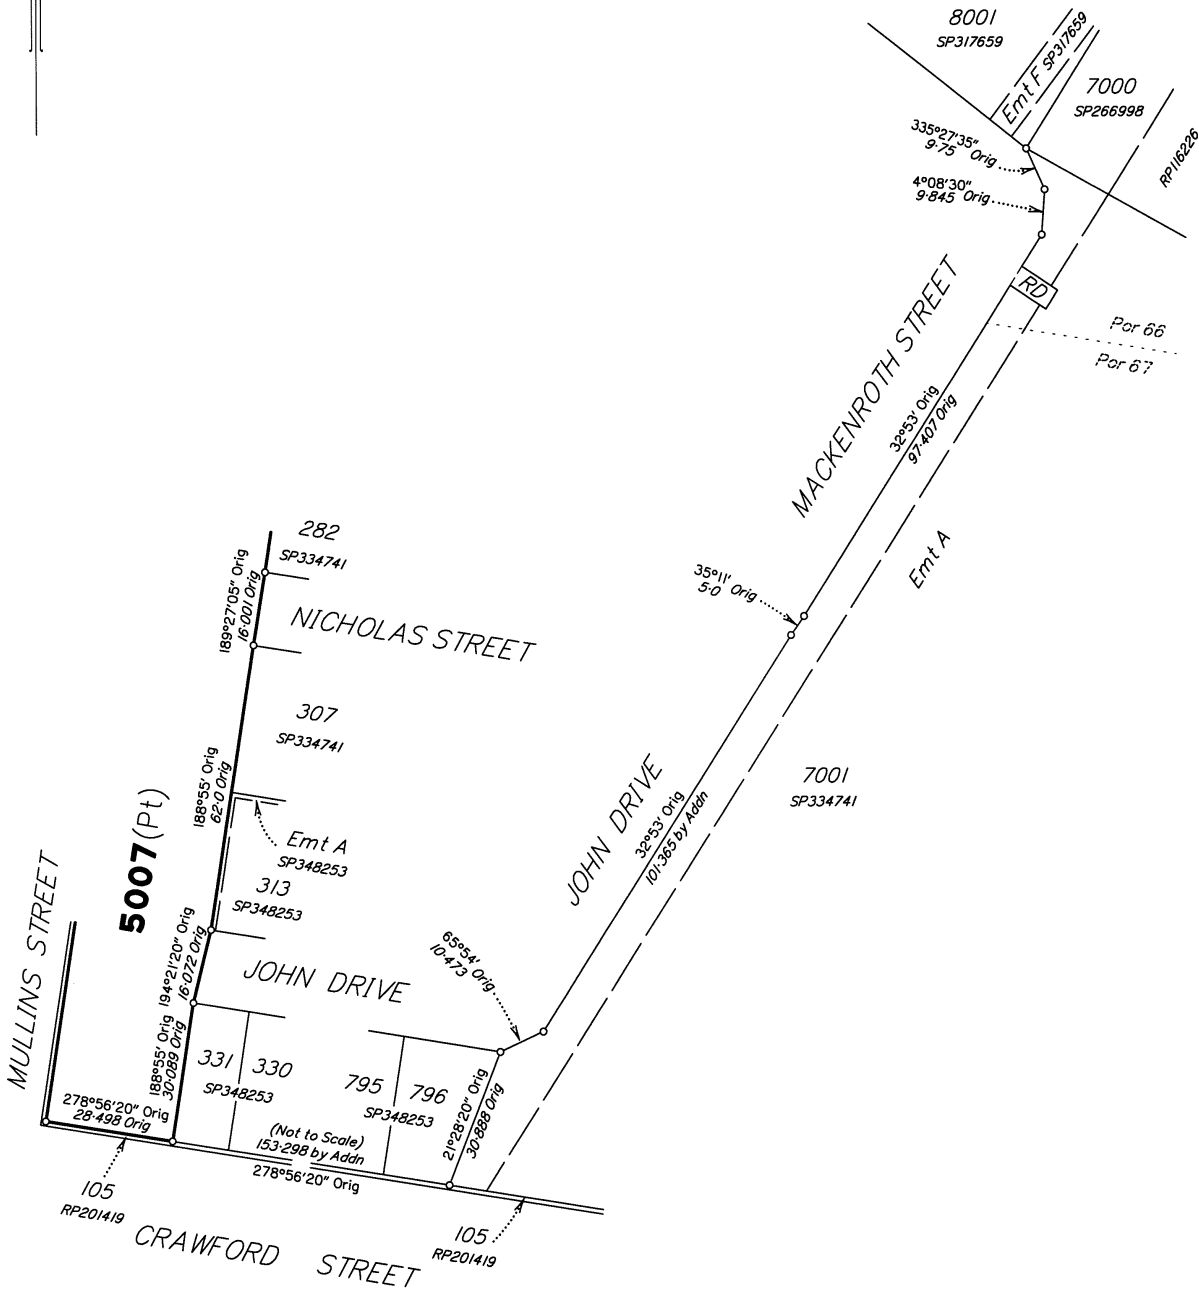 8001
SP317659
Emt F SP317659
7000
SP266998
RP116226
335°27'35" Orig
9·75
4°08'30"
9·845 Orig
RD
Por 66
Por 67
MACKENROTH STREET
32°53' Orig
97·407 Orig
Emt A
282
SP334741
189°27'05" Orig
16·001 Orig
NICHOLAS STREET
35°11' Orig
5·0
307
SP334741
188°55' Orig
62·0 Orig
7001
SP334741
JOHN DRIVE
32°53' Orig
101·365 by Addn
5007(Pt)
Emt A
SP348253
313
SP348253
MULLINS STREET
194°21'20" Orig
16·072 Orig
JOHN DRIVE
65°54' Orig
10·473
188°55' Orig
30·089 Orig
331
330
SP348253
795
796
SP348253
21°28'20" Orig
30·888 Orig
278°56'20" Orig
28·498 Orig
(Not to Scale)
153·298 by Addn
278°56'20" Orig
105
RP201419
105
RP201419
CRAWFORD STREET